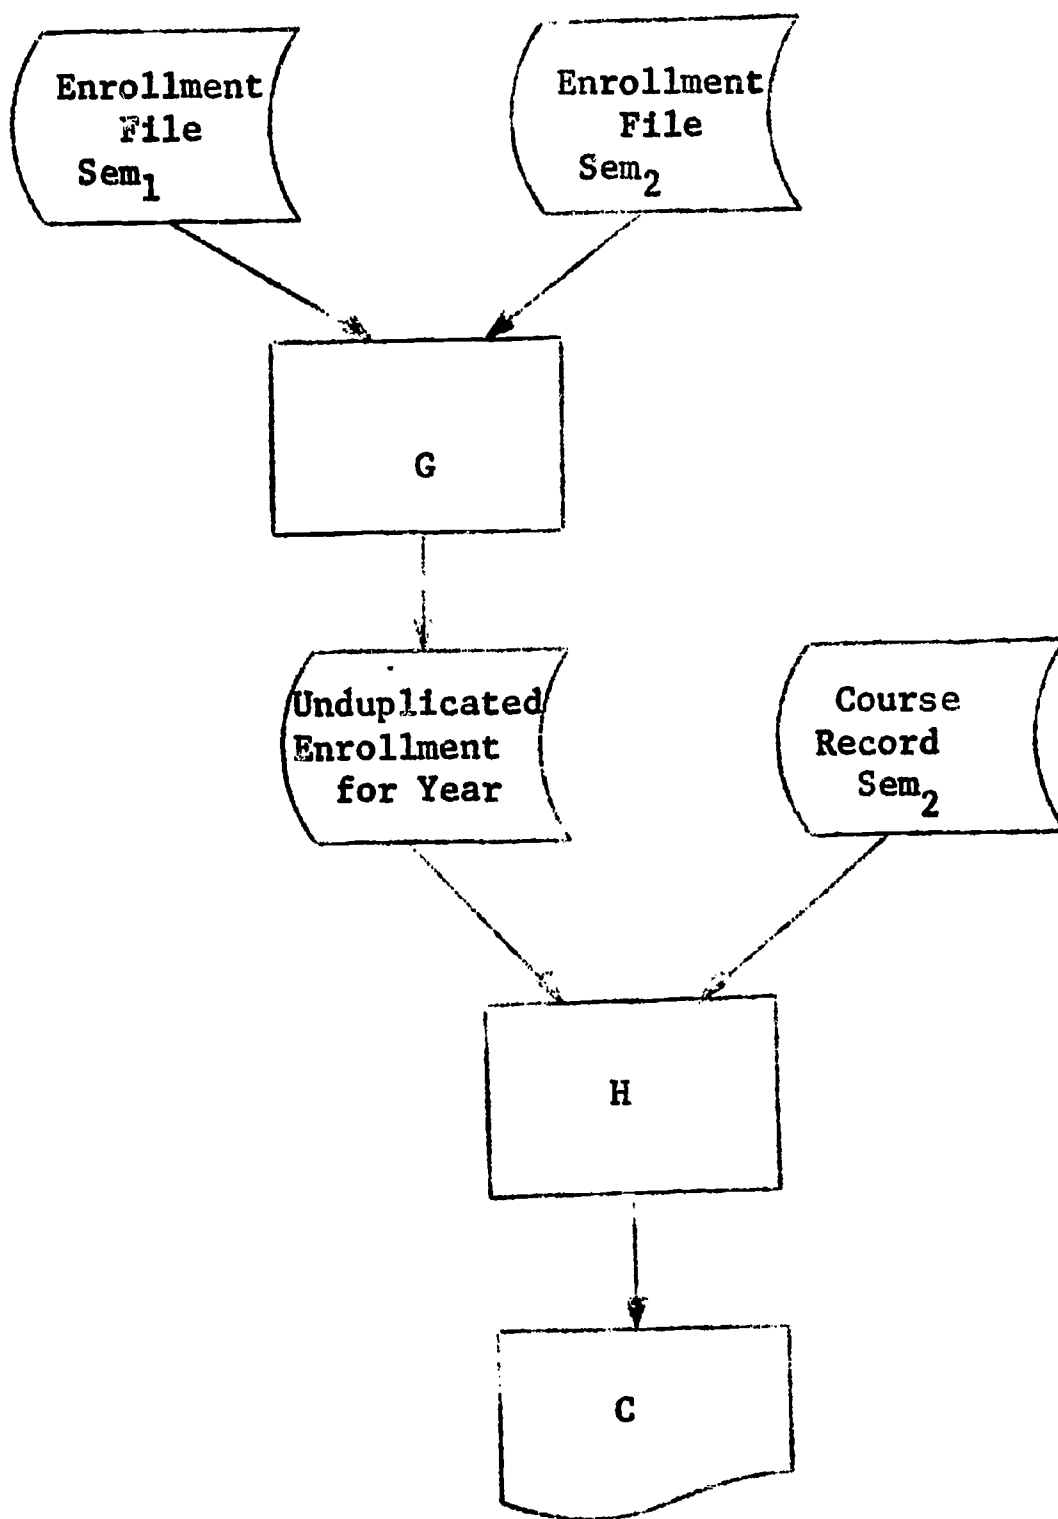 Enrollment
File
Sem₁
Enrollment
File
Sem₂
G
Unduplicated
Enrollment
for Year
Course
Record
Sem₂
H
C